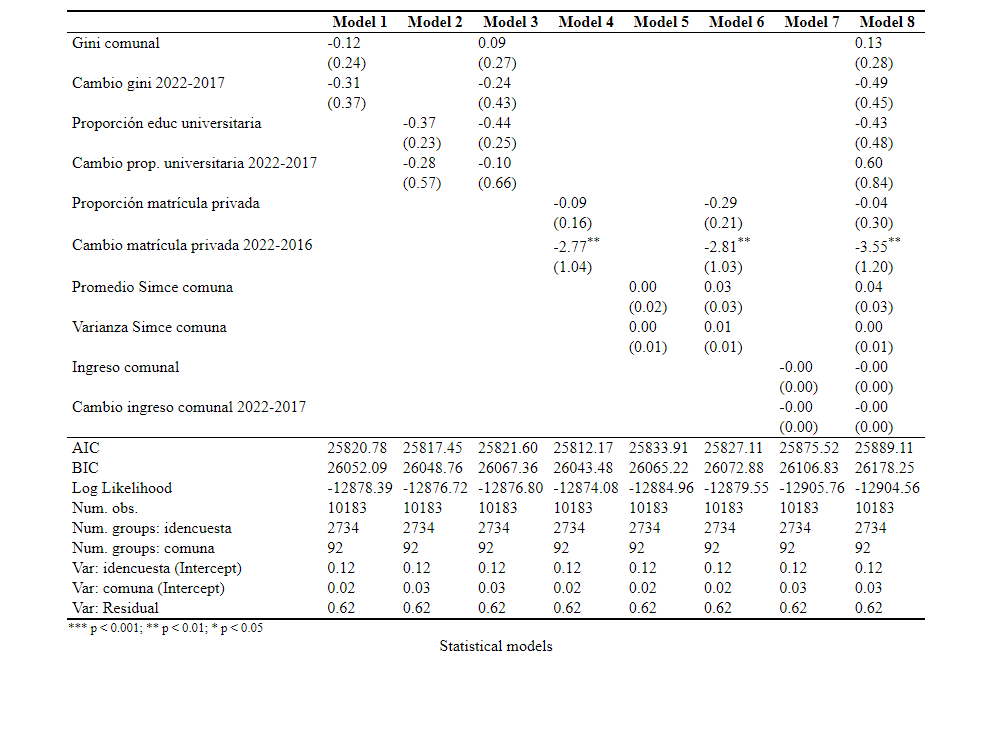 Model 1 Model 2 Model 3 Model 4 Model 5 Model 6 Model 7 Model 8
Gini comunal -0.12 0.09 0.13
(0.24) (0.27) (0.28)
Cambio gini 2022-2017 -0.31 -0.24 -0.49
(0.37) (0.43) (0.45)
Proporción educ universitaria -0.37 -0.44 -0.43
(0.23) (0.25) (0.48)
Cambio prop. universitaria 2022-2017 -0.28 -0.10 0.60
(0.57) (0.66) (0.84)
Proporción matrícula privada -0.09 -0.29 -0.04
(0.16) (0.21) (0.30)
Cambio matrícula privada 2022-2016 -2.77** -2.81** -3.55**
(1.04) (1.03) (1.20)
Promedio Simce comuna 0.00 0.03 0.04
(0.02) (0.03) (0.03)
Varianza Simce comuna 0.00 0.01 0.00
(0.01) (0.01) (0.01)
Ingreso comunal -0.00 -0.00
(0.00) (0.00)
Cambio ingreso comunal 2022-2017 -0.00 -0.00
(0.00) (0.00)
AIC 25820.78 25817.45 25821.60 25812.17 25833.91 25827.11 25875.52 25889.11
BIC 26052.09 26048.76 26067.36 26043.48 26065.22 26072.88 26106.83 26178.25
Log Likelihood -12878.39 -12876.72 -12876.80 -12874.08 -12884.96 -12879.55 -12905.76 -12904.56
Num. obs. 10183 10183 10183 10183 10183 10183 10183 10183
Num. groups: idencuesta 2734 2734 2734 2734 2734 2734 2734 2734
Num. groups: comuna 92 92 92 92 92 92 92 92
Var: idencuesta (Intercept) 0.12 0.12 0.12 0.12 0.12 0.12 0.12 0.12
Var: comuna (Intercept) 0.02 0.03 0.03 0.02 0.02 0.02 0.03 0.03
Var: Residual 0.62 0.62 0.62 0.62 0.62 0.62 0.62 0.62
*** p < 0.001; ** p < 0.01; * p < 0.05
Statistical models